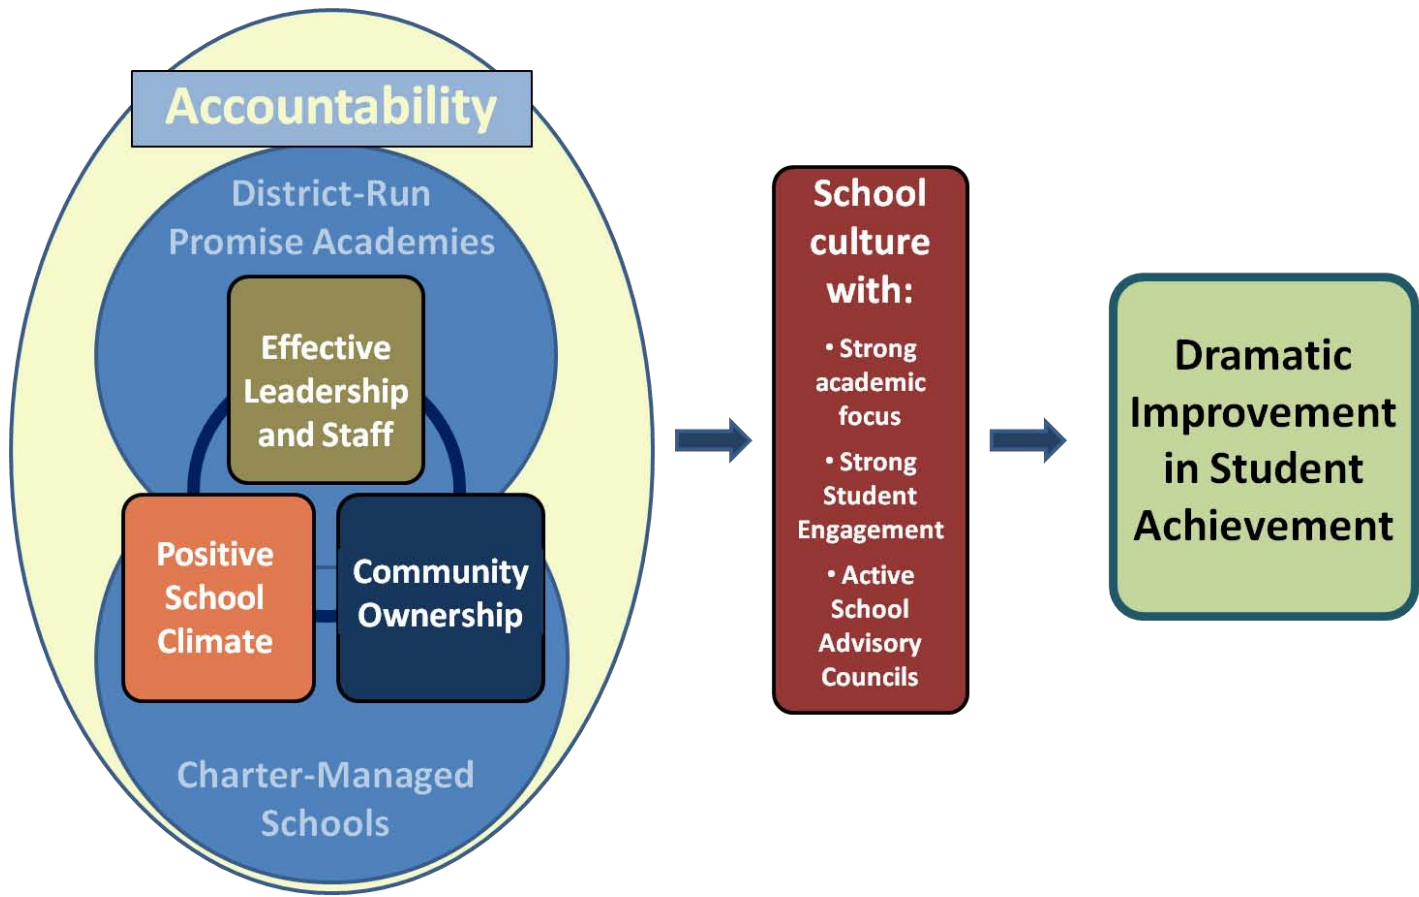 Accountability
District-Run
Promise Academies
Effective
Leadership
and Staff
Positive
School
Climate
Community
Ownership
Charter-Managed
Schools
School
culture
with:
• Strong
academic
focus
• Strong
Student
Engagement
• Active
School
Advisory
Councils
Dramatic
Improvement
in Student
Achievement